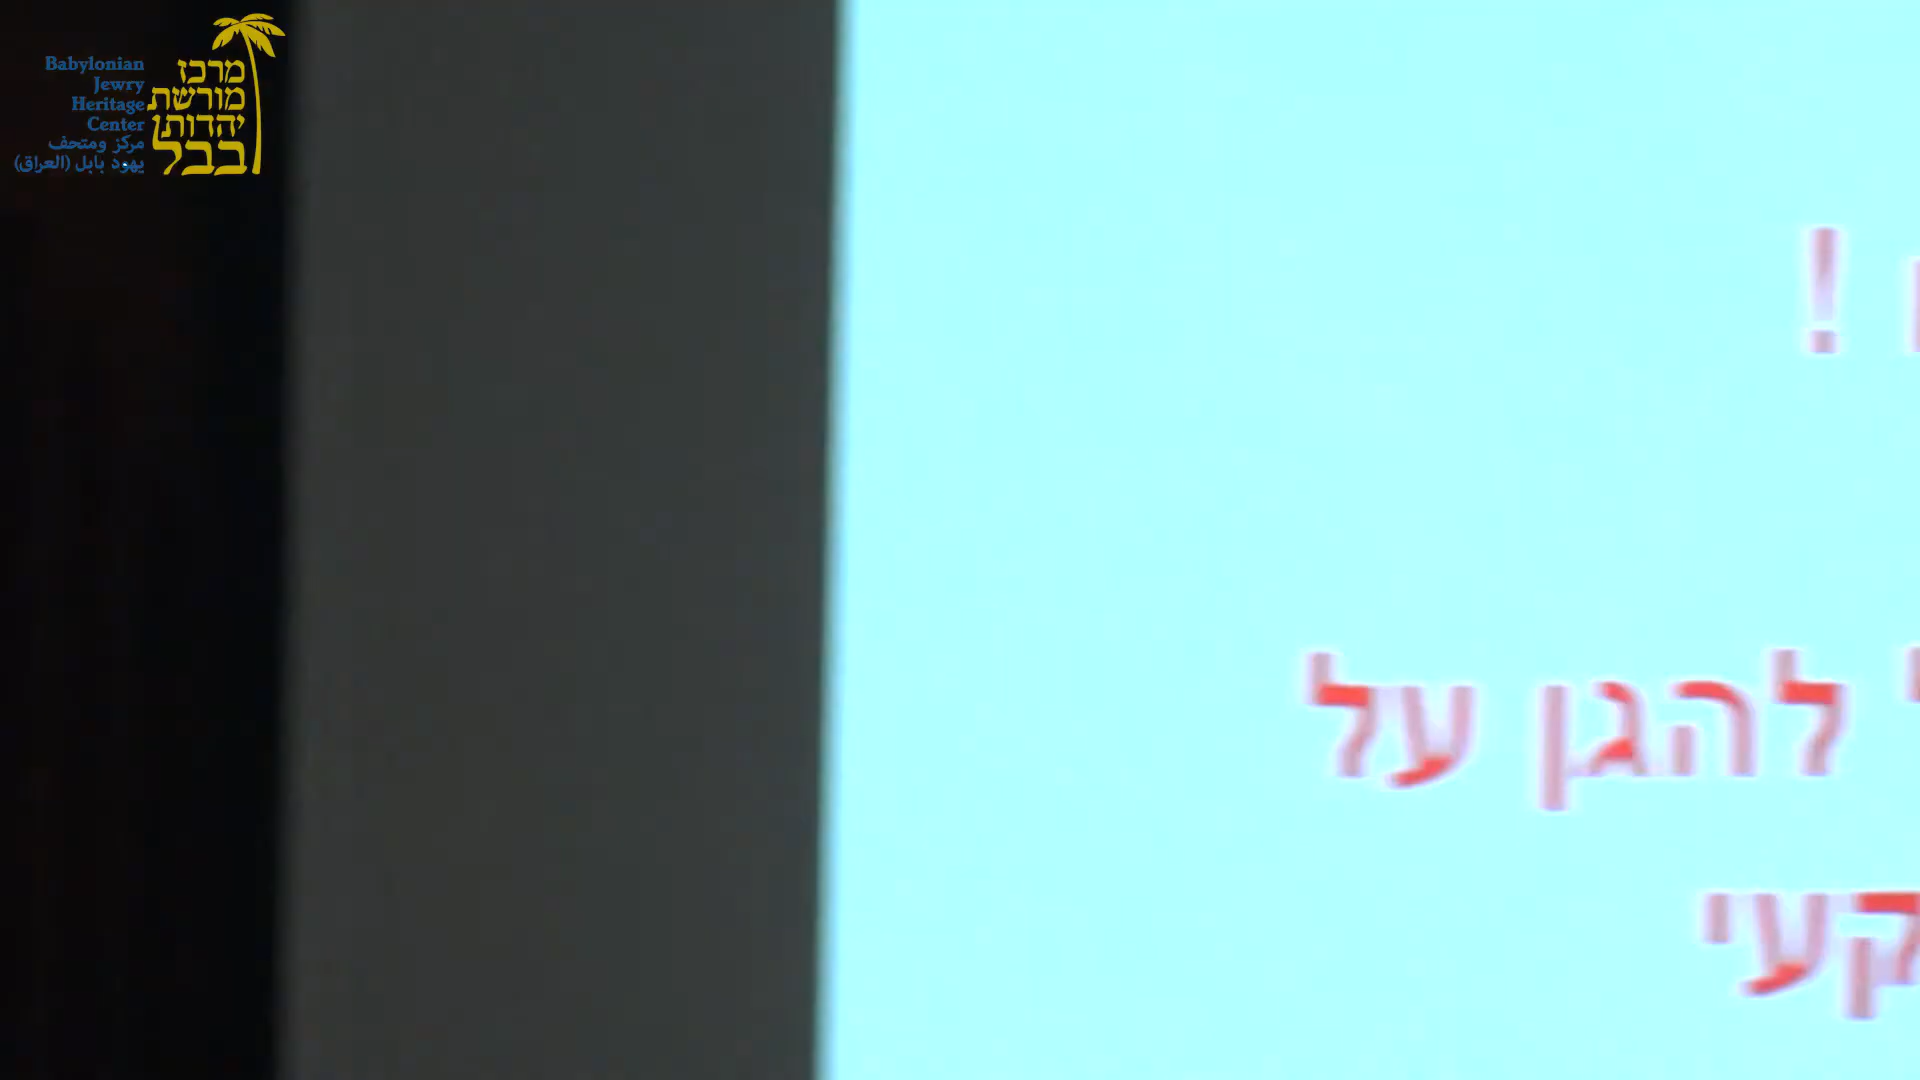 Babylonian
Jewry
Heritage
Center
مركز ومتحف
يهود بابل (العراق)
מרכז
מורשת
יהדות
בבל
!
להגן על